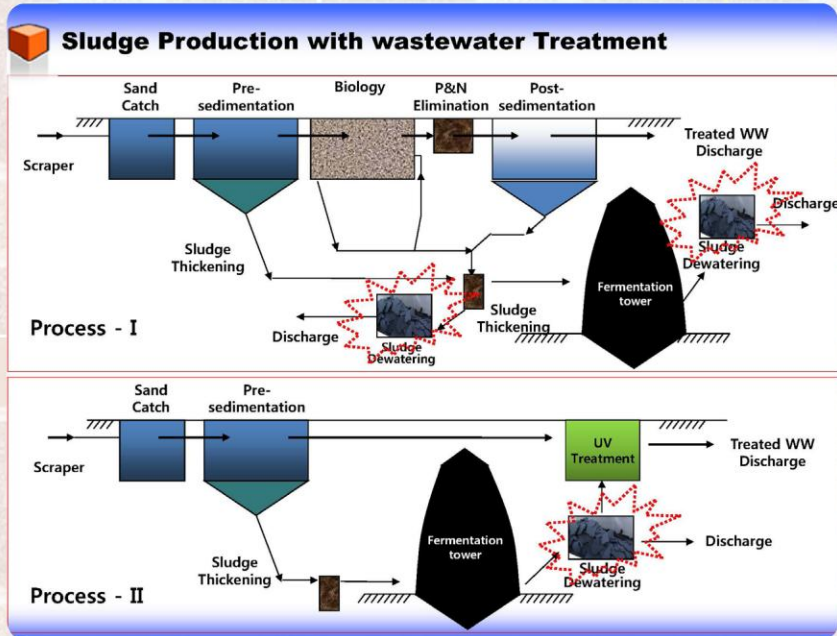 Sludge Production with wastewater Treatment
Sand
Catch
Pre-
sedimentation
Biology
P&N
Elimination
Post-
sedimentation
Scraper
Treated WW
Discharge
Sludge
Thickening
Discharge
Sludge
Dewatering
Sludge
Thickening
Fermentation
tower
Sludge
Dewatering
Discharge
Process - I
Sand
Catch
Pre-
sedimentation
Scraper
UV
Treatment
Treated WW
Discharge
Sludge
Thickening
Fermentation
tower
Sludge
Dewatering
Discharge
Process - II